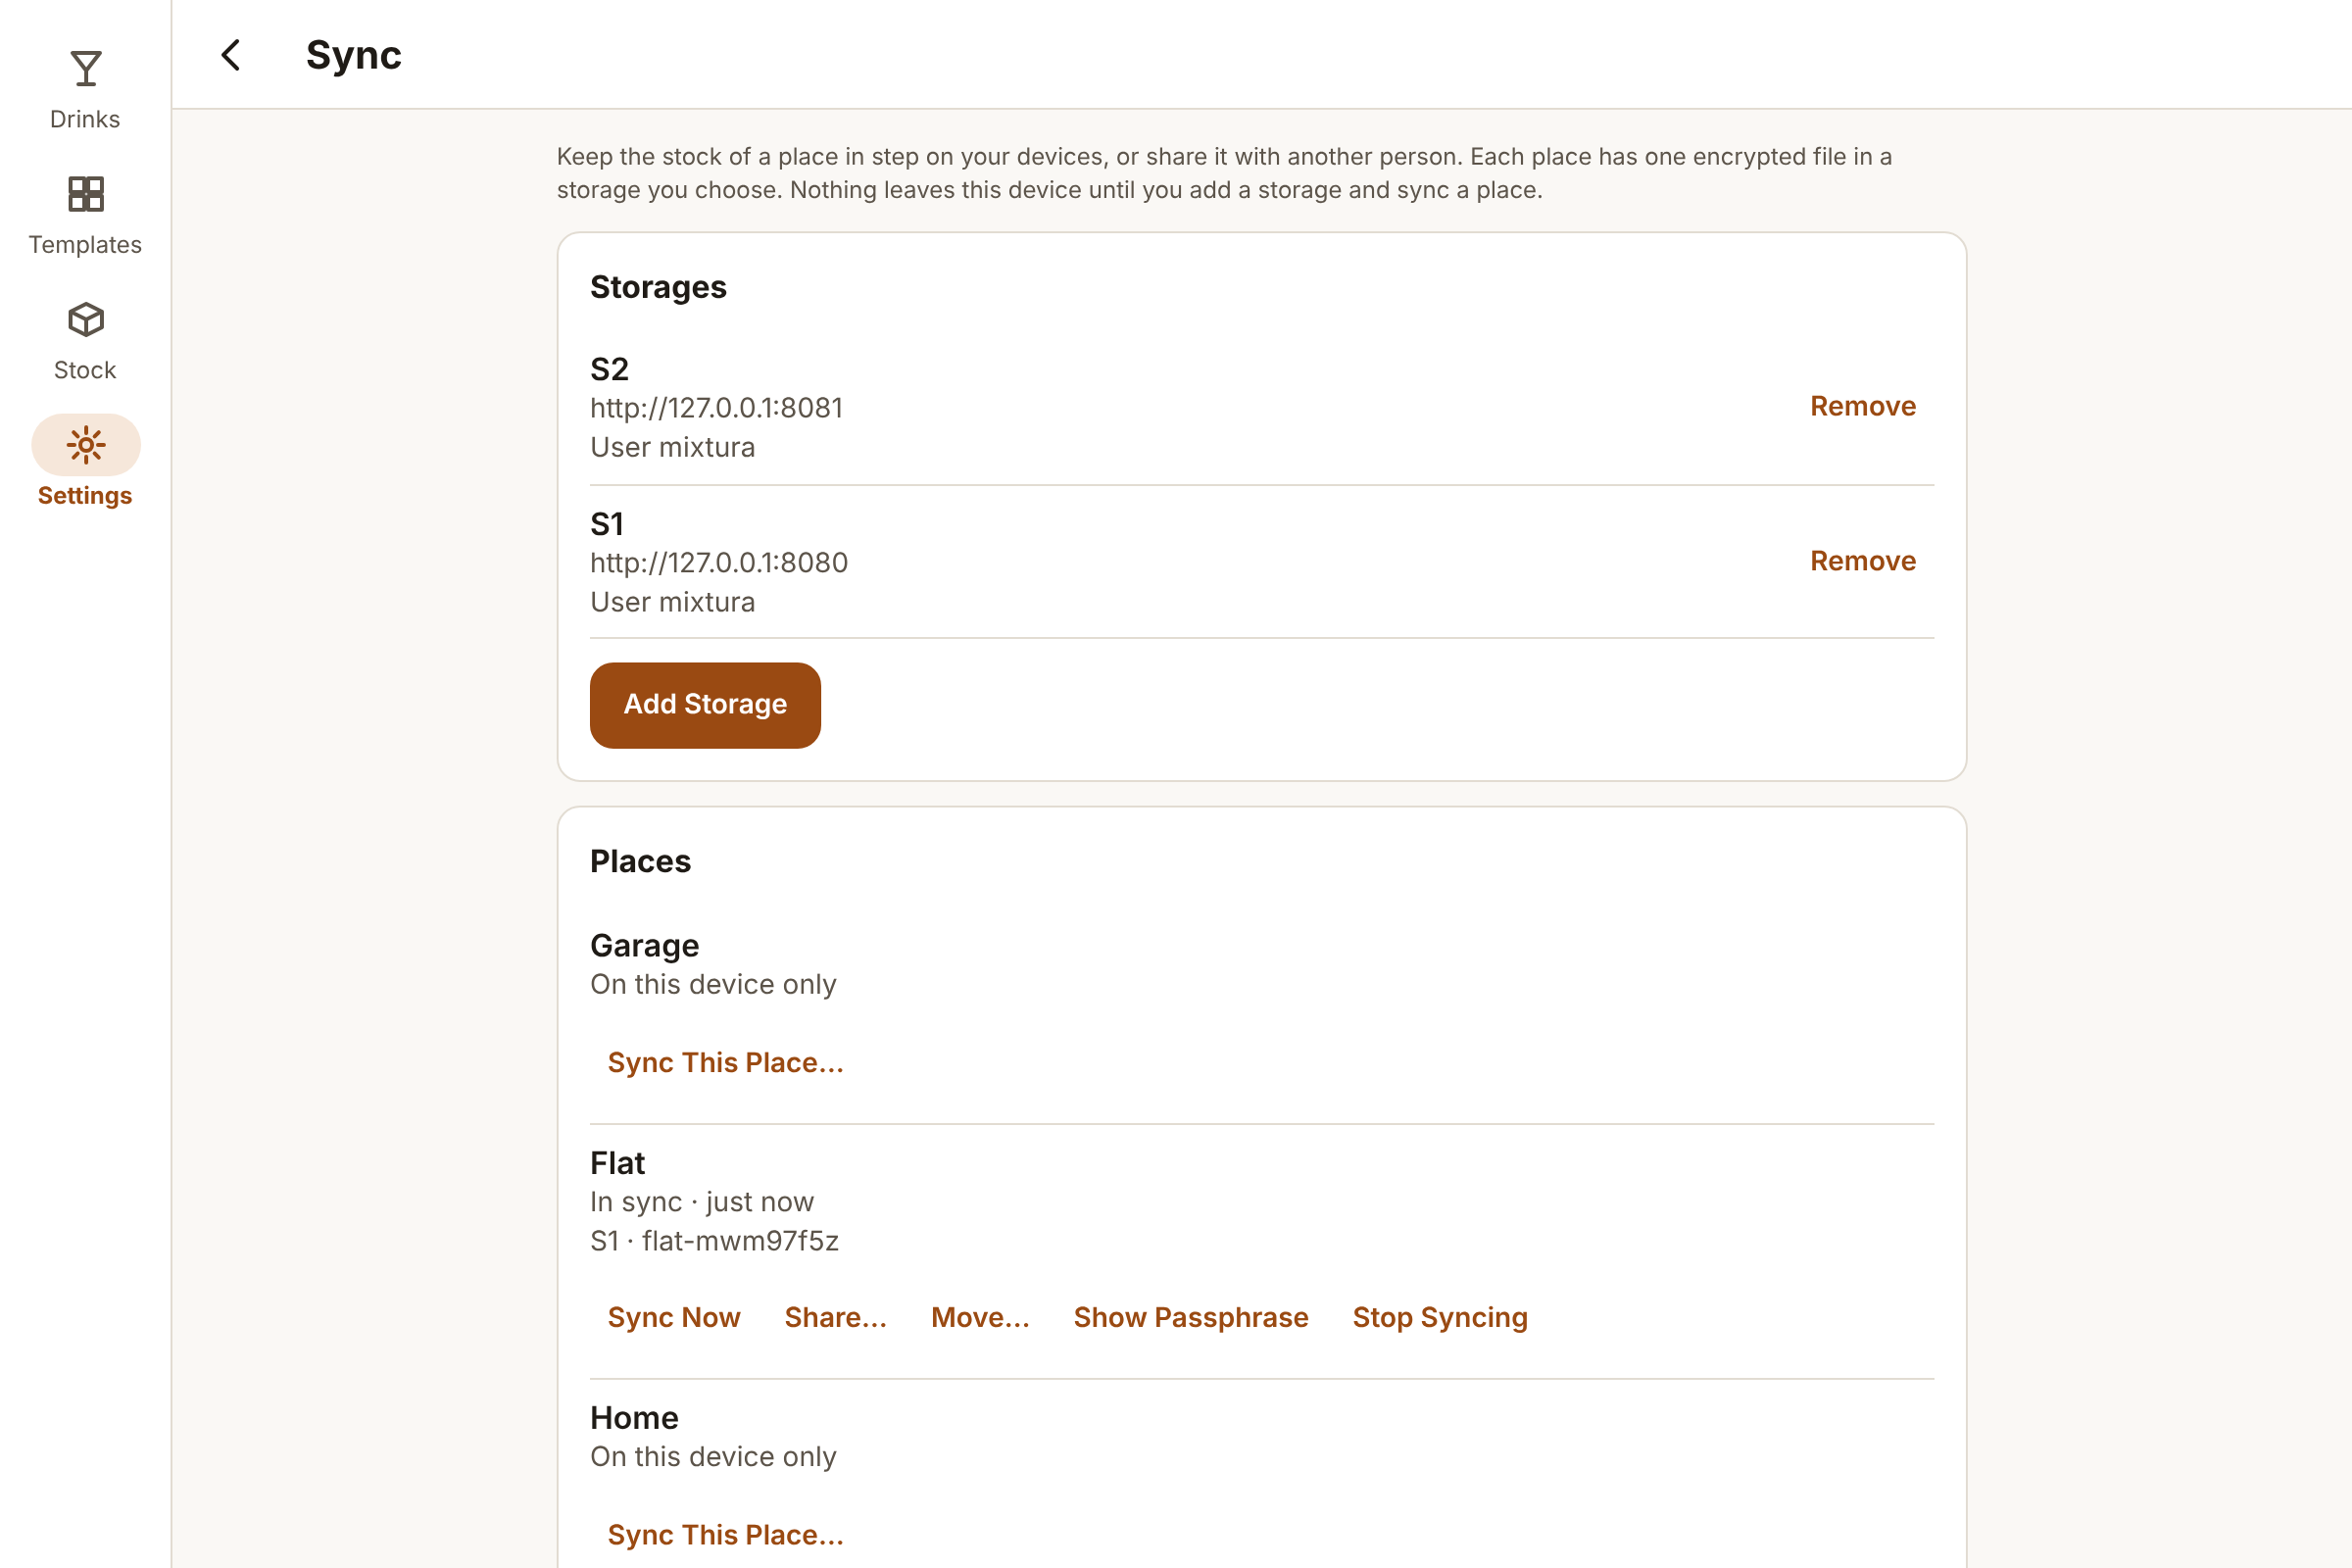 Drinks
Templates
Stock
Settings
Sync
Keep the stock of a place in step on your devices, or share it with another person. Each place has one encrypted file in a
storage you choose. Nothing leaves this device until you add a storage and sync a place.
Storages
S2
http://127.0.0.1:8081
User mixtura
Remove
S1
http://127.0.0.1:8080
User mixtura
Remove
Add Storage
Places
Garage
On this device only
Sync This Place...
Flat
In sync · just now
S1 · flat-mwm97f5z
Sync Now Share... Move... Show Passphrase Stop Syncing
Home
On this device only
Sync This Place...